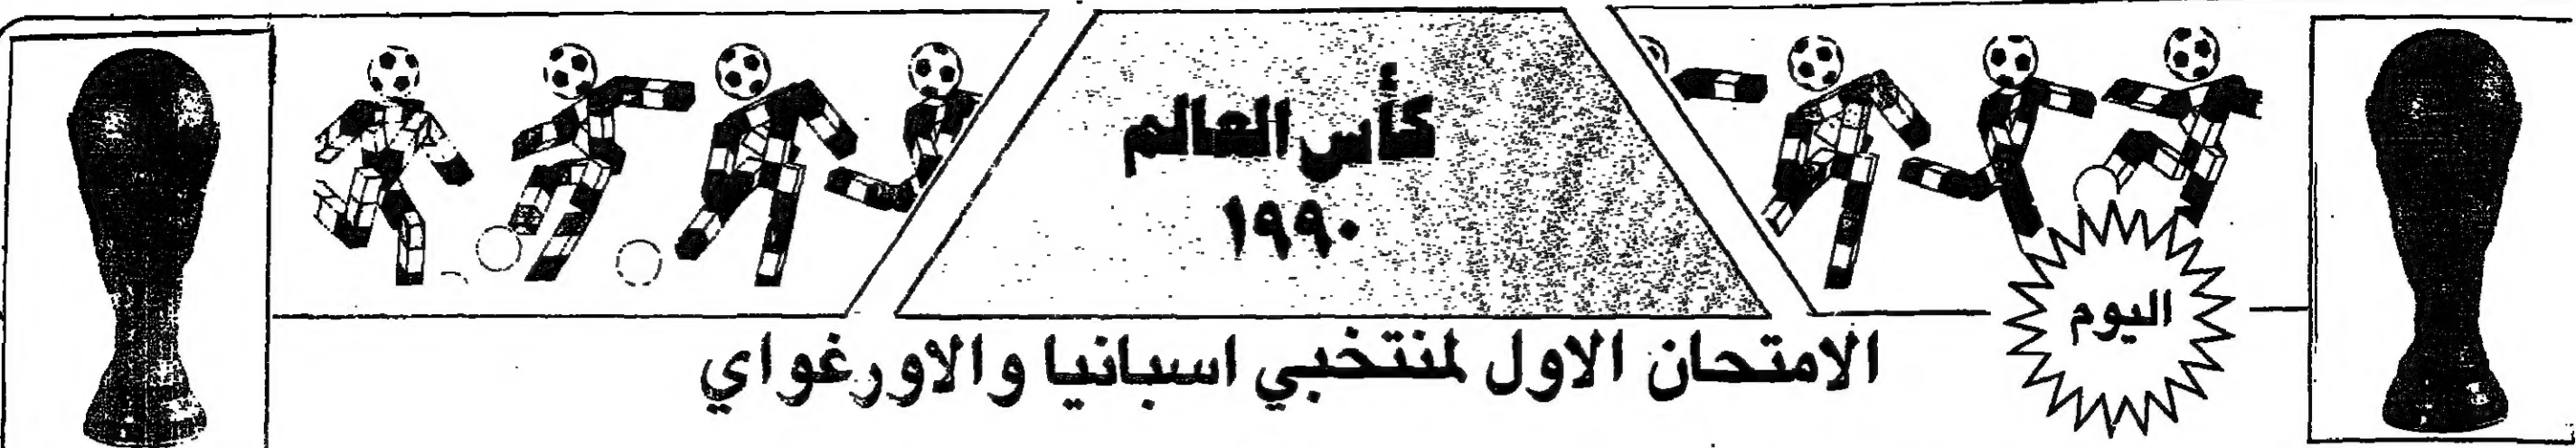 كأس العالم
١٩٩٠
اليوم
الامتحان الاول لمنتخبي اسبانيا والاورغواي